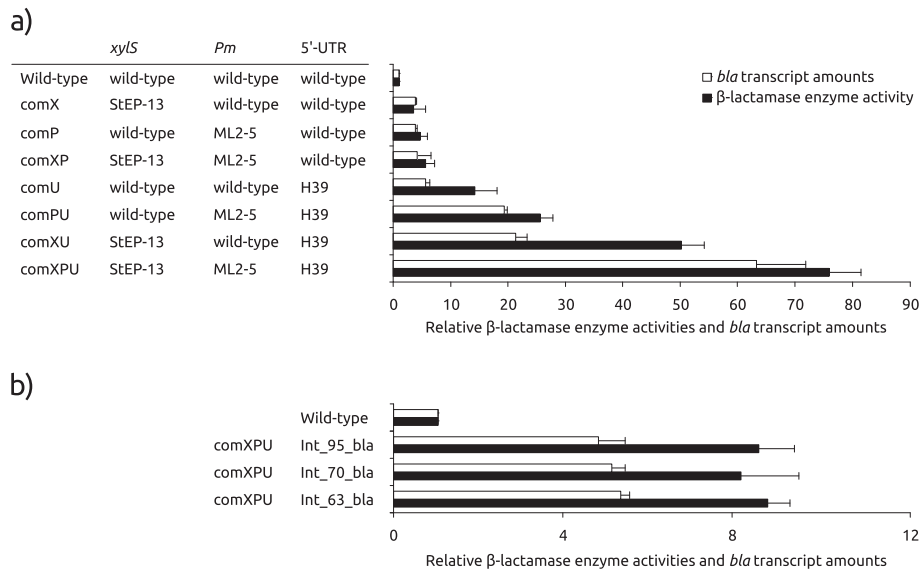 a)
xylS Pm 5'-UTR
Wild-type wild-type wild-type wild-type
comX StEP-13 wild-type wild-type
comP wild-type ML2-5 wild-type
comXP StEP-13 ML2-5 wild-type
comU wild-type wild-type H39
comPU wild-type ML2-5 H39
comXU StEP-13 wild-type H39
comXPU StEP-13 ML2-5 H39
bla transcript amounts
β-lactamase enzyme activity
0 10 20 30 40 50 60 70 80 90
Relative β-lactamase enzyme activities and bla transcript amounts
b)
Wild-type
comXPU Int_95_bla
comXPU Int_70_bla
comXPU Int_63_bla
0 4 8 12
Relative β-lactamase enzyme activities and bla transcript amounts